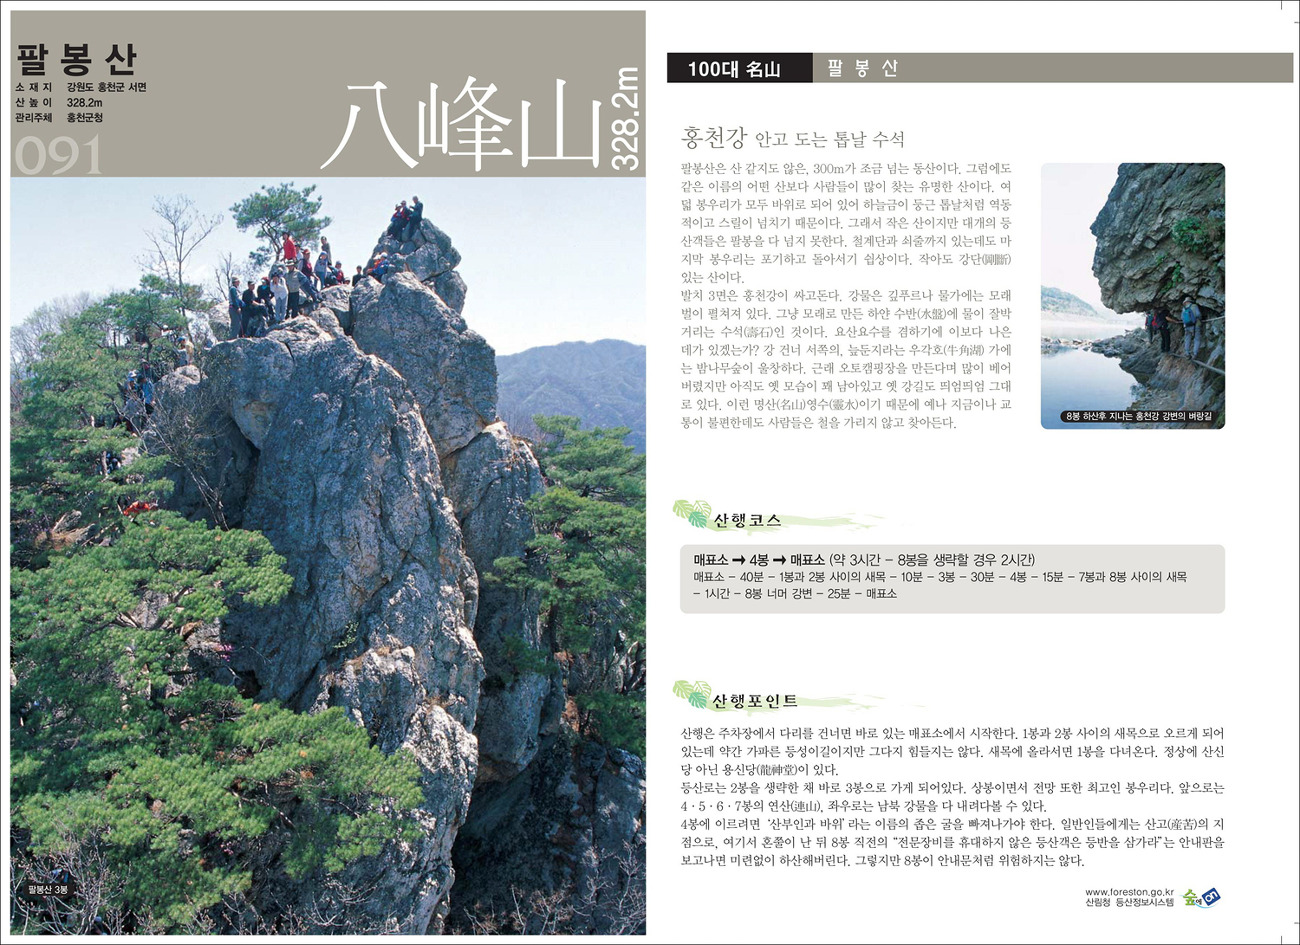 팔봉산
소 재 지 강원도 홍천군 서면
산 높 이 328.2m
관리주체 홍천군청
091
八峰山
328.2m
팔봉산 3봉
100대 名山 팔 봉 산
홍천강 안고 도는 톱날 수석
팔봉산은 산 같지도 않은, 300m가 조금 넘는 동산이다. 그럼에도
같은 이름의 어떤 산보다 사람들이 많이 찾는 유명한 산이다. 여
덟 봉우리가 모두 바위로 되어 있어 하늘금이 둥근 톱날처럼 역동
적이고 스릴이 넘치기 때문이다. 그래서 작은 산이지만 대개의 등
산객들은 팔봉을 다 넘지 못한다. 철계단과 쇠줄까지 있는데도 마
지막 봉우리는 포기하고 돌아서기 쉽상이다. 작아도 강단(剛斷)
있는 산이다.
발치 3면은 홍천강이 싸고돈다. 강물은 깊푸르나 물가에는 모래
벌이 펼쳐져 있다. 그냥 모래로 만든 하얀 수반(水盤)에 물이 잘박
거리는 수석(壽石)인 것이다. 요산요수를 겸하기에 이보다 나은
데가 있겠는가? 강 건너 서쪽의, 늪둔지라는 우각호(牛角湖) 가에
는 밤나무숲이 울창하다. 근래 오토캠핑장을 만든다며 많이 베어
버렸지만 아직도 옛 모습이 꽤 남아있고 옛 강길도 띄엄띄엄 그대
로 있다. 이런 명산(名山)영수(靈水)이기 때문에 예나 지금이나 교
통이 불편한데도 사람들은 철을 가리지 않고 찾아든다.
8봉 하산후 지나는 홍천강 강변의 벼랑길
산행코스
매표소 ➞ 4봉 ➞ 매표소 (약 3시간 – 8봉을 생략할 경우 2시간)
매표소 – 40분 – 1봉과 2봉 사이의 새목 – 10분 – 3봉 – 30분 – 4봉 – 15분 – 7봉과 8봉 사이의 새목
– 1시간 – 8봉 너머 강변 – 25분 – 매표소
산행포인트
산행은 주차장에서 다리를 건너면 바로 있는 매표소에서 시작한다. 1봉과 2봉 사이의 새목으로 오르게 되어
있는데 약간 가파른 등성이길이지만 그다지 힘들지는 않다. 새목에 올라서면 1봉을 다녀온다. 정상에 산신
당 아닌 용신당(龍神堂)이 있다.
등산로는 2봉을 생략한 채 바로 3봉으로 가게 되어있다. 상봉이면서 전망 또한 최고인 봉우리다. 앞으로는
4 · 5 · 6 · 7봉의 연산(連山), 좌우로는 남북 강물을 다 내려다볼 수 있다.
4봉에 이르려면 '산부인과 바위' 라는 이름의 좁은 굴을 빠져나가야 한다. 일반인들에게는 산고(産苦)의 지
점으로, 여기서 혼쭐이 난 뒤 8봉 직전의 "전문장비를 휴대하지 않은 등산객은 등반을 삼가라"는 안내판을
보고나면 미련없이 하산해버린다. 그렇지만 8봉이 안내문처럼 위험하지는 않다.
www.foreston.go.kr
산림청 등산정보시스템
숲에 on